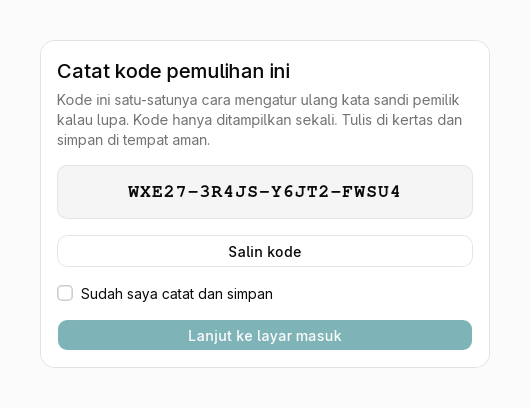 Catat kode pemulihan ini
Kode ini satu-satunya cara mengatur ulang kata sandi pemilik
kalau lupa. Kode hanya ditampilkan sekali. Tulis di kertas dan
simpan di tempat aman.
WXE27-3R4JS-Y6JT2-FWSU4
Salin kode
Sudah saya catat dan simpan
Lanjut ke layar masuk